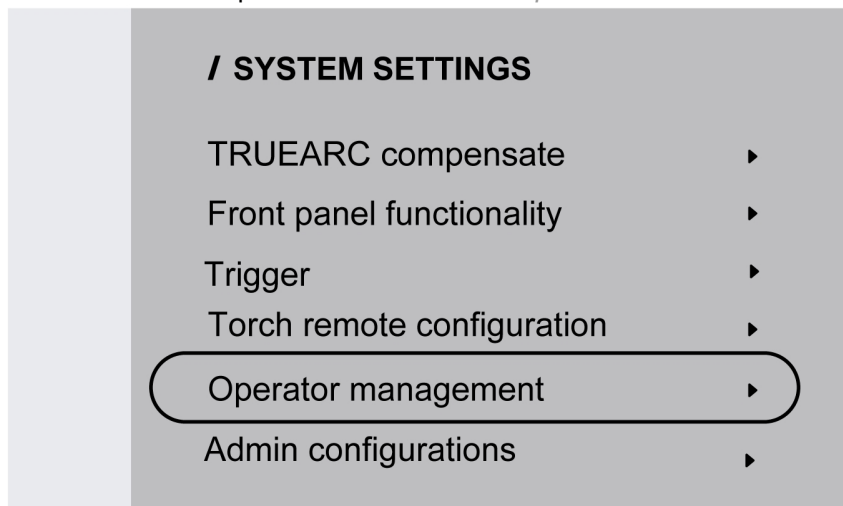 / SYSTEM SETTINGS
TRUEARC compensate
Front panel functionality
Trigger
Torch remote configuration
Operator management
Admin configurations